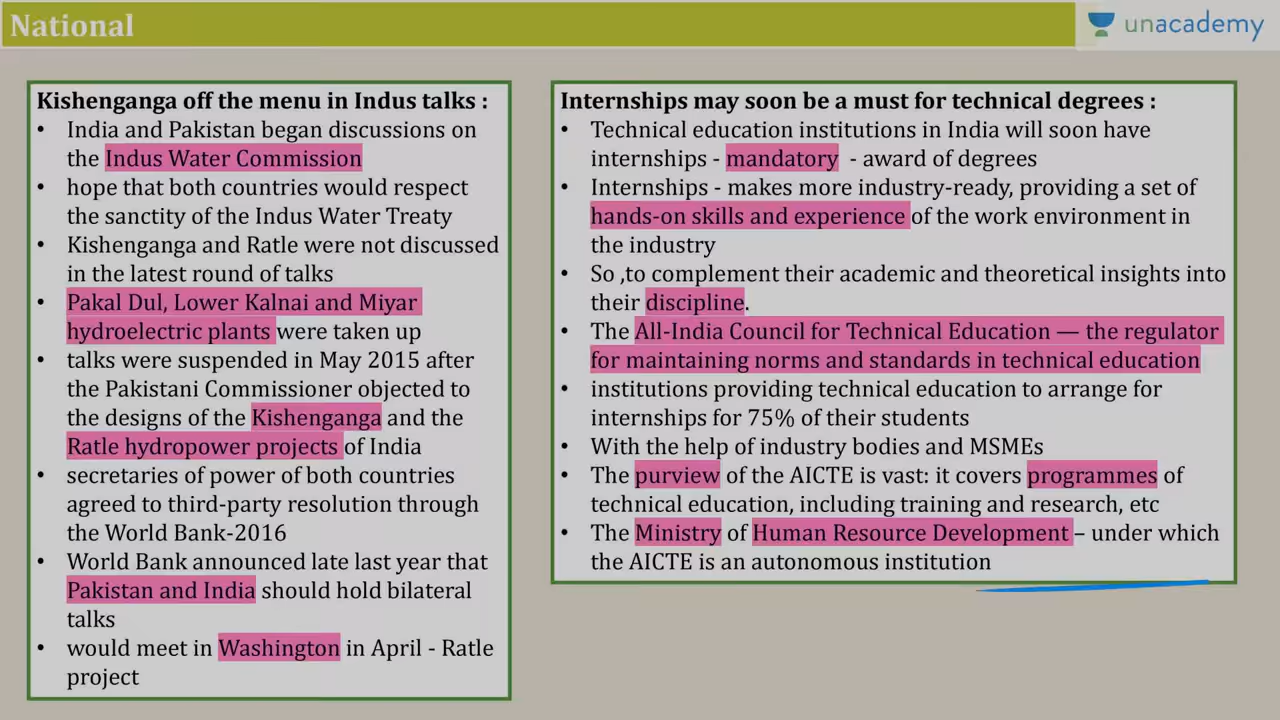 National
unacademy
Kishenganga off the menu in Indus talks :
• India and Pakistan began discussions on
the Indus Water Commission
• hope that both countries would respect
the sanctity of the Indus Water Treaty
• Kishenganga and Ratle were not discussed
in the latest round of talks
• Pakal Dul, Lower Kalnai and Miyar
hydroelectric plants were taken up
• talks were suspended in May 2015 after
the Pakistani Commissioner objected to
the designs of the Kishenganga and the
Ratle hydropower projects of India
• secretaries of power of both countries
agreed to third-party resolution through
the World Bank-2016
• World Bank announced late last year that
Pakistan and India should hold bilateral
talks
• would meet in Washington in April - Ratle
project
Internships may soon be a must for technical degrees :
• Technical education institutions in India will soon have
internships - mandatory - award of degrees
• Internships - makes more industry-ready, providing a set of
hands-on skills and experience of the work environment in
the industry
• So ,to complement their academic and theoretical insights into
their discipline.
• The All-India Council for Technical Education — the regulator
for maintaining norms and standards in technical education
• institutions providing technical education to arrange for
internships for 75% of their students
• With the help of industry bodies and MSMEs
• The purview of the AICTE is vast: it covers programmes of
technical education, including training and research, etc
• The Ministry of Human Resource Development – under which
the AICTE is an autonomous institution